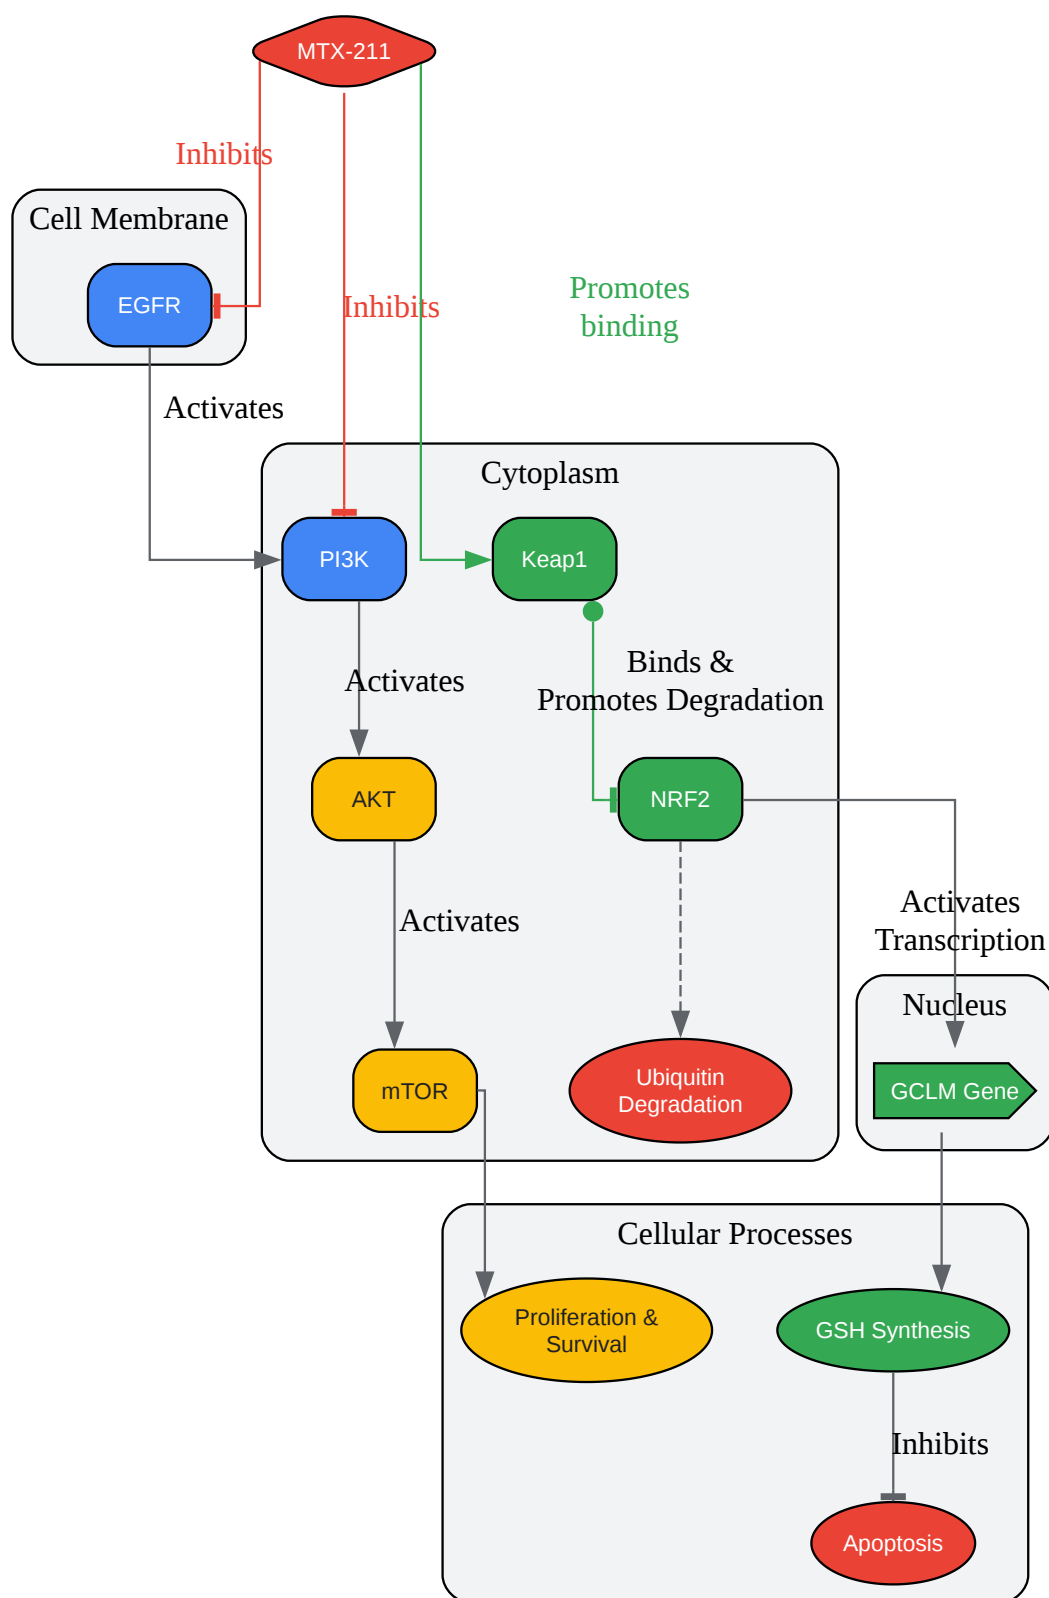 MTX-211
Inhibits
Cell Membrane
EGFR
Inhibits
Promotes
binding
Activates
Cytoplasm
PI3K
Keap1
Activates
Binds &
Promotes Degradation
AKT
NRF2
Activates
Activates
Transcription
Nucleus
mTOR
Ubiquitin
Degradation
GCLM Gene
Cellular Processes
Proliferation &
Survival
GSH Synthesis
Inhibits
Apoptosis